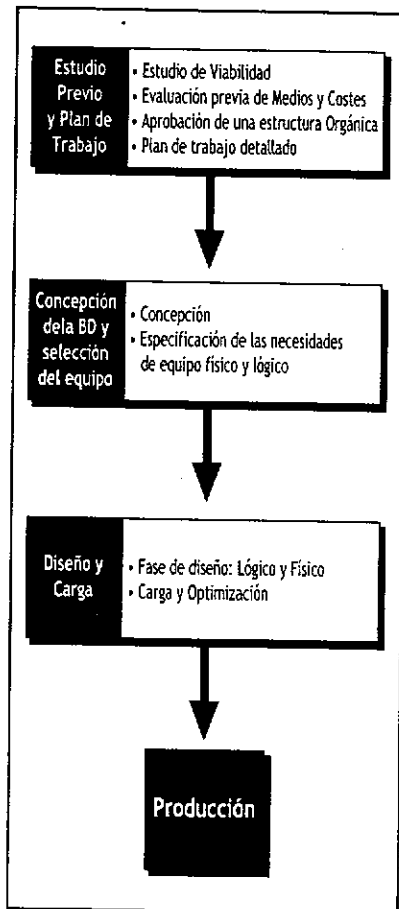 Estudio
Previo
y Plan de
Trabajo
• Estudio de Viabilidad
• Evaluación previa de Medios y Costes
• Aprobación de una estructura Orgánica
• Plan de trabajo detallado
Concepción
dela BD y
selección
del equipo
• Concepción
• Especificación de las necesidades
de equipo físico y lógico
Diseño y
Carga
• Fase de diseño: Lógico y Físico
• Carga y Optimización
Producción